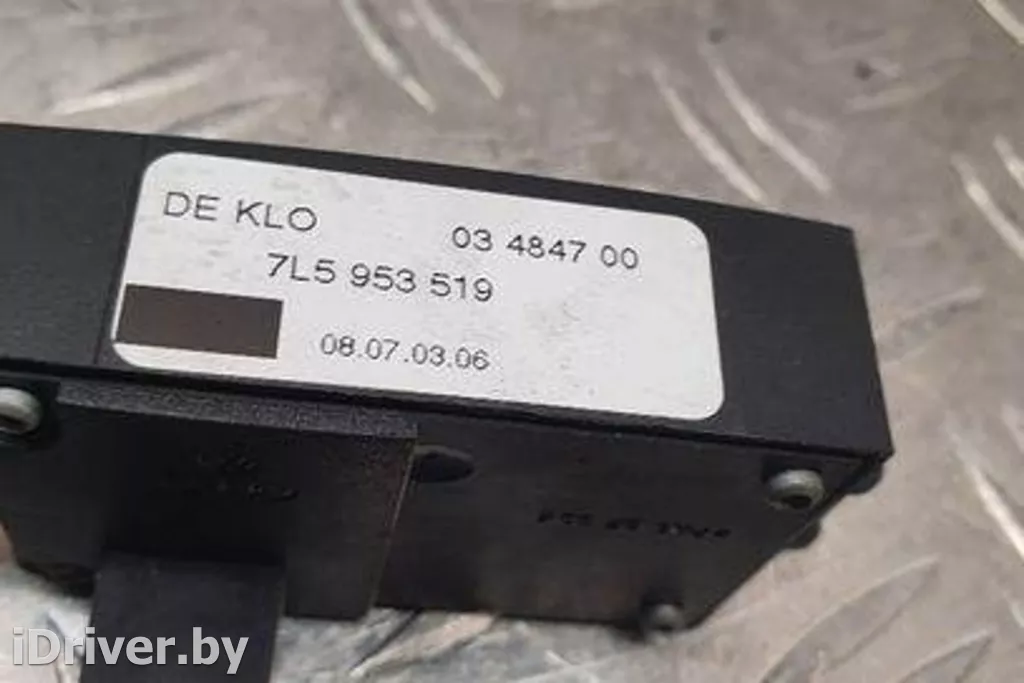 DE KLO 03 4847 00
7L5 953 519
08.07.03.06
iDriver.by